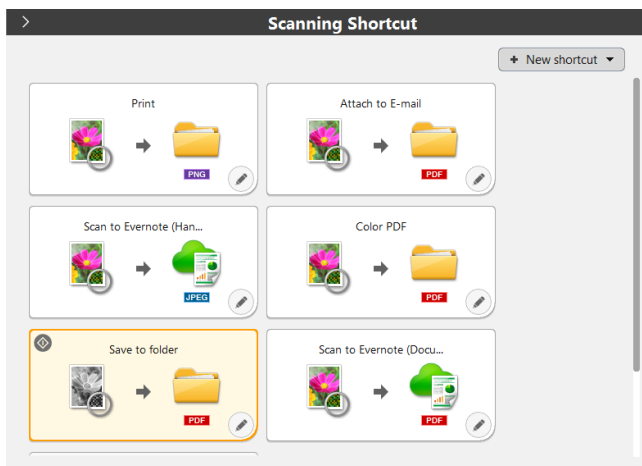 Scanning Shortcut
+ New shortcut
Print
PNG
Attach to E-mail
PDF
Scan to Evernote (Han...
JPEG
Color PDF
PDF
Save to folder
PDF
Scan to Evernote (Docu...
PDF